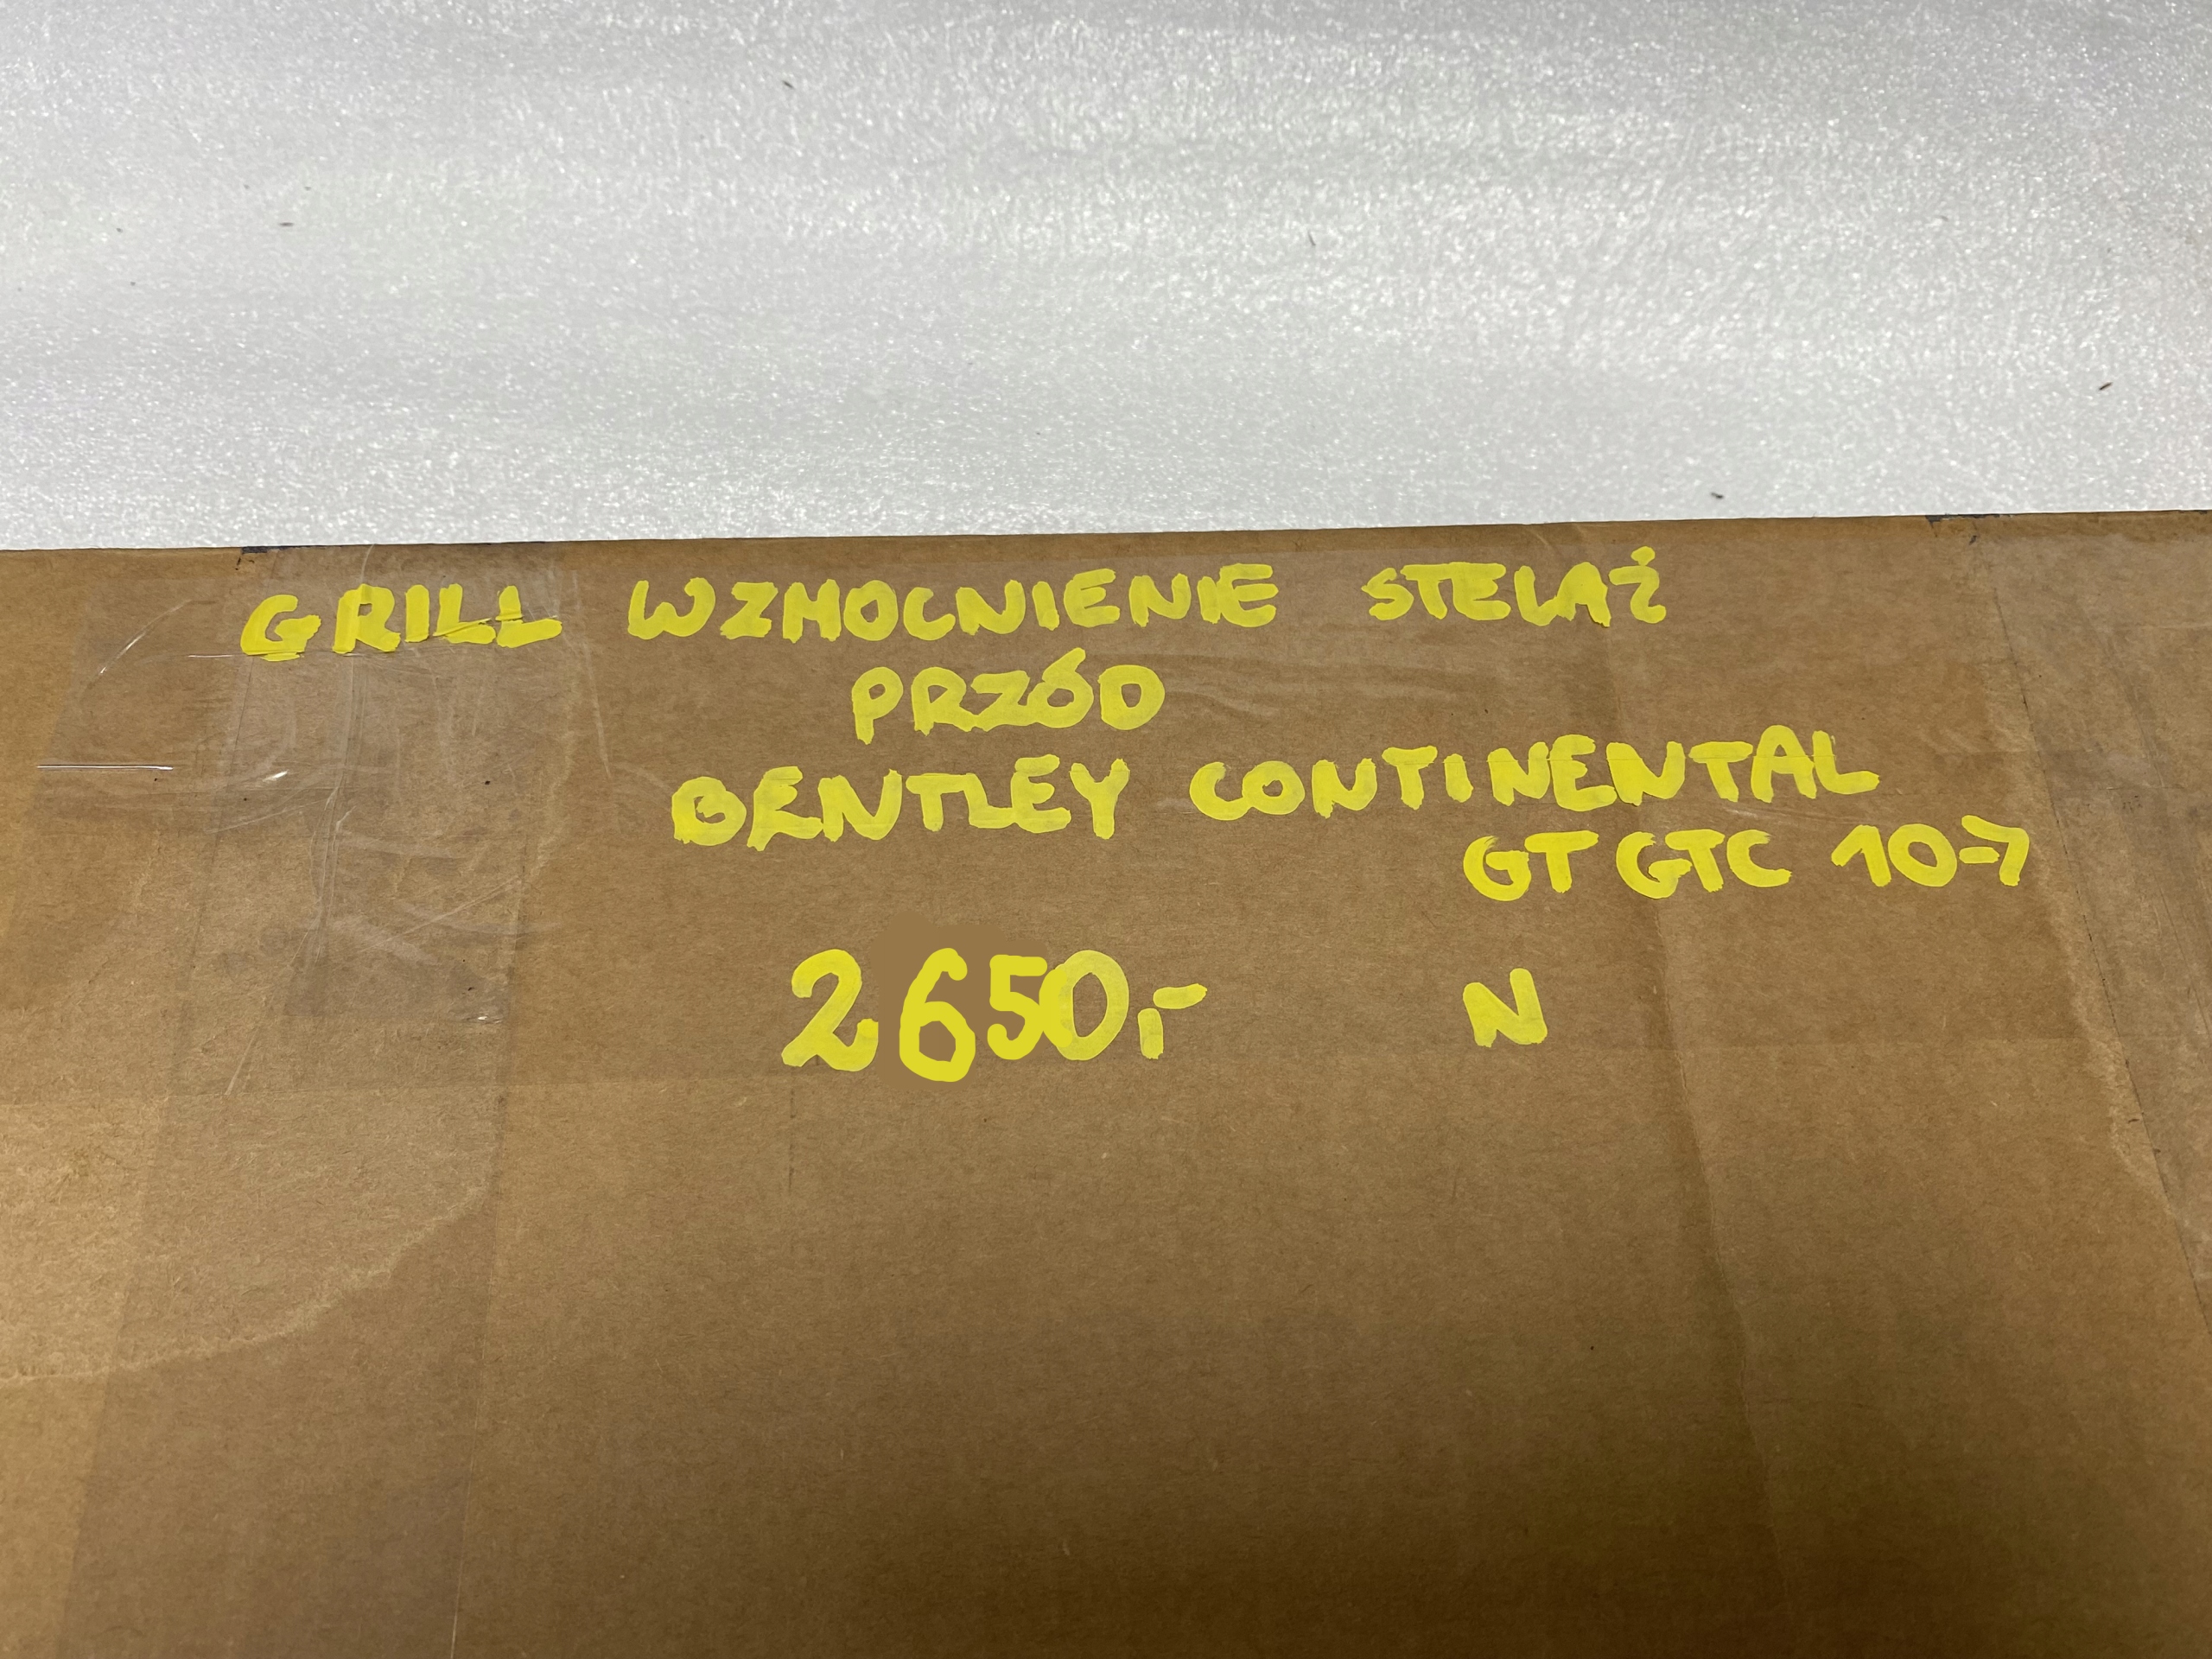 GRILL WZMOCNIENIE STELAŻ
PRZÓD
BENTLEY CONTINENTAL
GT GTC 10->
2650,- N